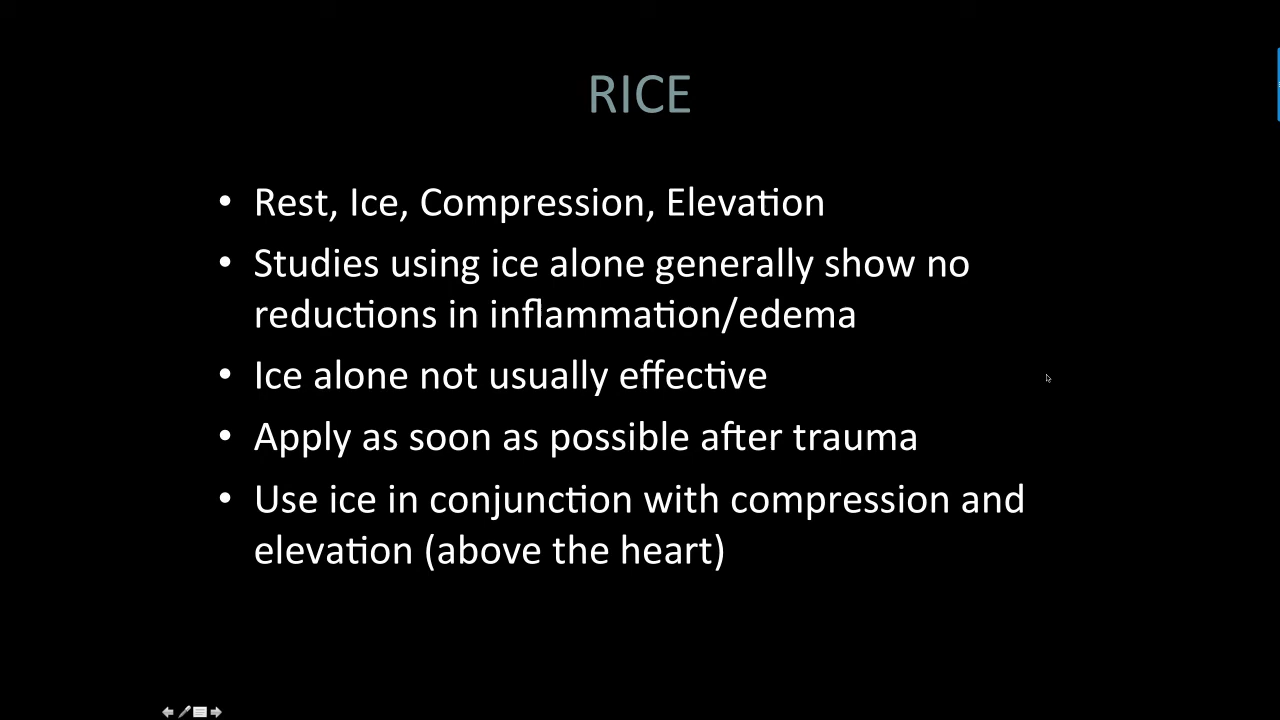 RICE
• Rest, Ice, Compression, Elevation
• Studies using ice alone generally show no
reductions in inflammation/edema
• Ice alone not usually effective
• Apply as soon as possible after trauma
• Use ice in conjunction with compression and
elevation (above the heart)